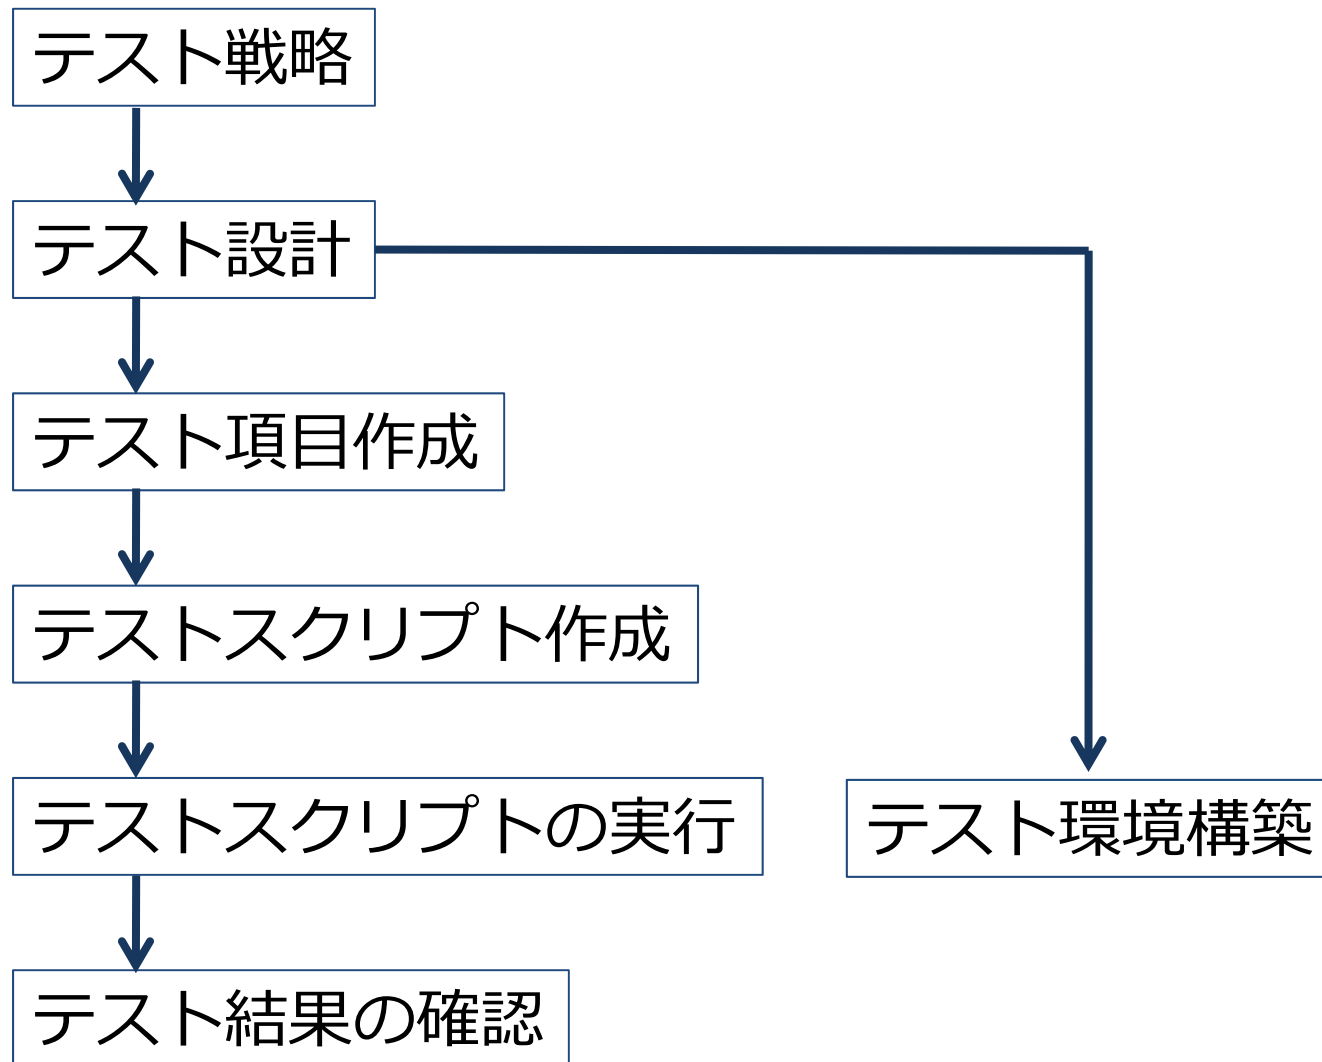 テスト戦略
テスト設計
テスト項目作成
テストスクリプト作成
テストスクリプトの実行
テスト環境構築
テスト結果の確認